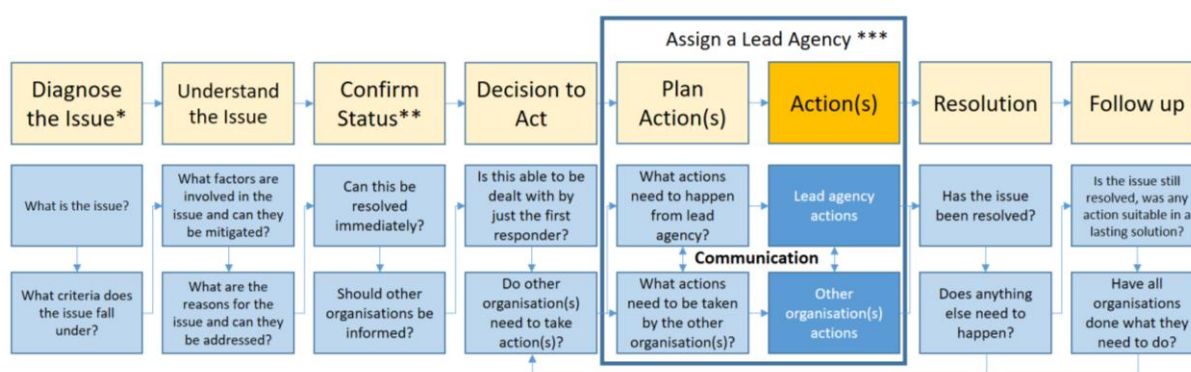 Assign a Lead Agency ***
Diagnose
the Issue*
Understand
the Issue
Confirm
Status**
Decision to
Act
Plan
Action(s)
Action(s)
Resolution
Follow up
What is the issue?
What factors are
involved in the
issue and can they
be mitigated?
Can this be
resolved
immediately?
Is this able to be
dealt with by
just the first
responder?
What actions
need to happen
from lead
agency?
Lead agency
actions
Has the issue
been resolved?
Is the issue still
resolved, was any
action suitable in a
lasting solution?
Communication
What criteria does
the issue fall
under?
What are the
reasons for the
issue and can they
be addressed?
Should other
organisations be
informed?
Do other
organisation(s)
need to take
action(s)?
What actions
need to be taken
by the other
organisation(s)?
Other
organisation(s)
actions
Does anything
else need to
happen?
Have all
organisations
done what they
need to do?